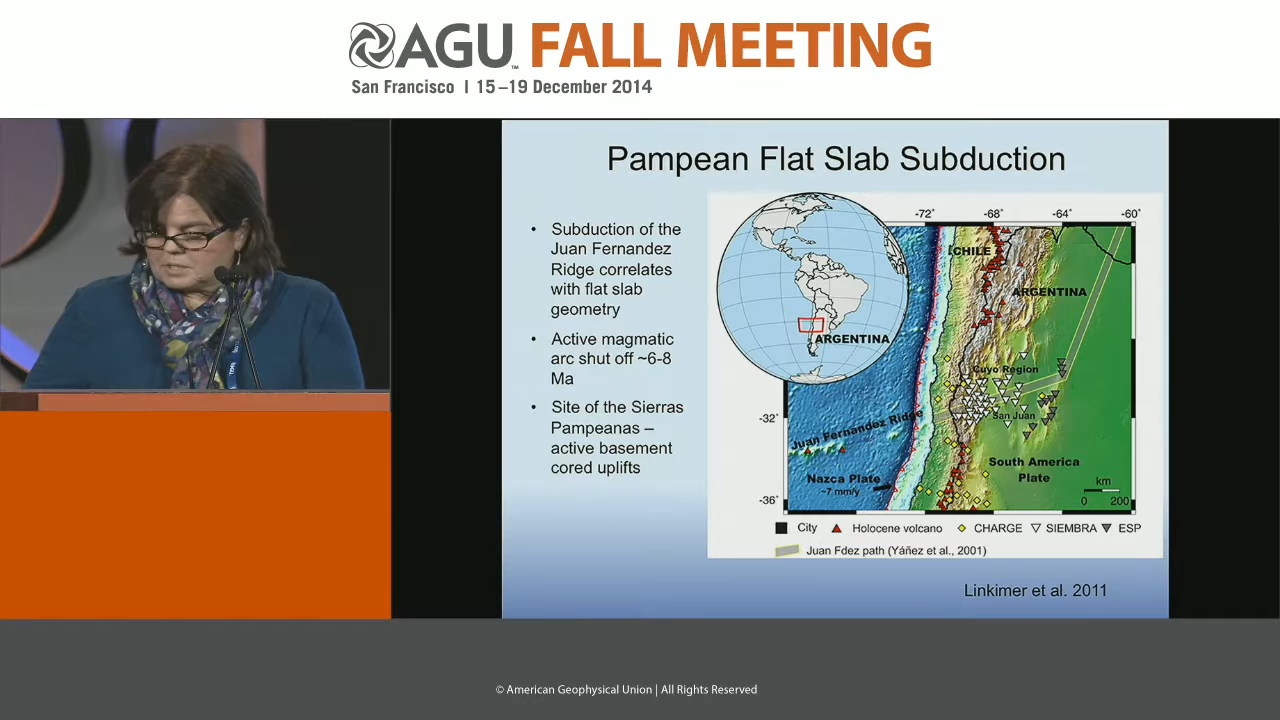 AGU™ FALL MEETING
San Francisco | 15–19 December 2014
Pampean Flat Slab Subduction
• Subduction of the
Juan Fernandez
Ridge correlates
with flat slab
geometry
• Active magmatic
arc shut off ~6-8
Ma
• Site of the Sierras
Pampeanas –
active basement
cored uplifts
-72° -68° -64° -60°
CHILE
ARGENTINA
ARGENTINA
Cuyo Region
-32°
San Juan
Juan Fernandez Ridge
South America
Plate
Nazca Plate
~7 mm/y
km
-36°
0 200
City Holocene volcano CHARGE SIEMBRA ESP
Juan Fdez path (Yáñez et al., 2001)
Linkimer et al. 2011
© American Geophysical Union | All Rights Reserved